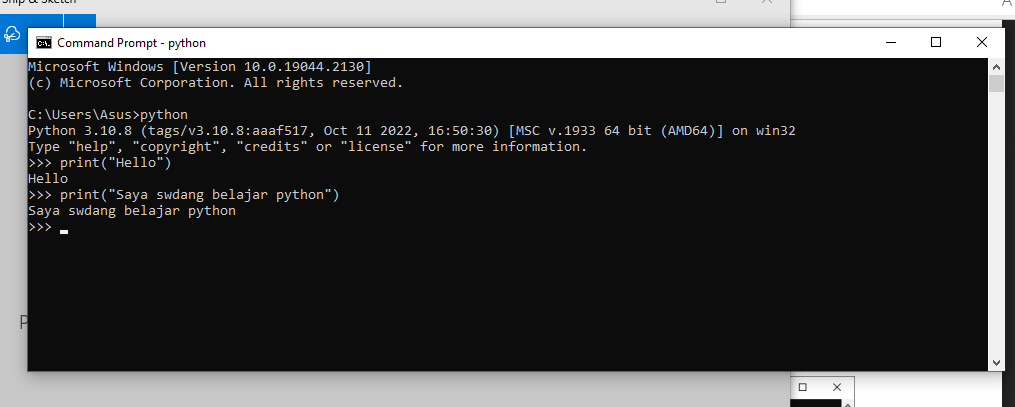 Snip & Sketch
Command Prompt - python
Microsoft Windows [Version 10.0.19044.2130]
(c) Microsoft Corporation. All rights reserved.
C:\Users\Asus>python
Python 3.10.8 (tags/v3.10.8:aaaf517, Oct 11 2022, 16:50:30) [MSC v.1933 64 bit (AMD64)] on win32
Type "help", "copyright", "credits" or "license" for more information.
>>> print("Hello")
Hello
>>> print("Saya swdang belajar python")
Saya swdang belajar python
>>>